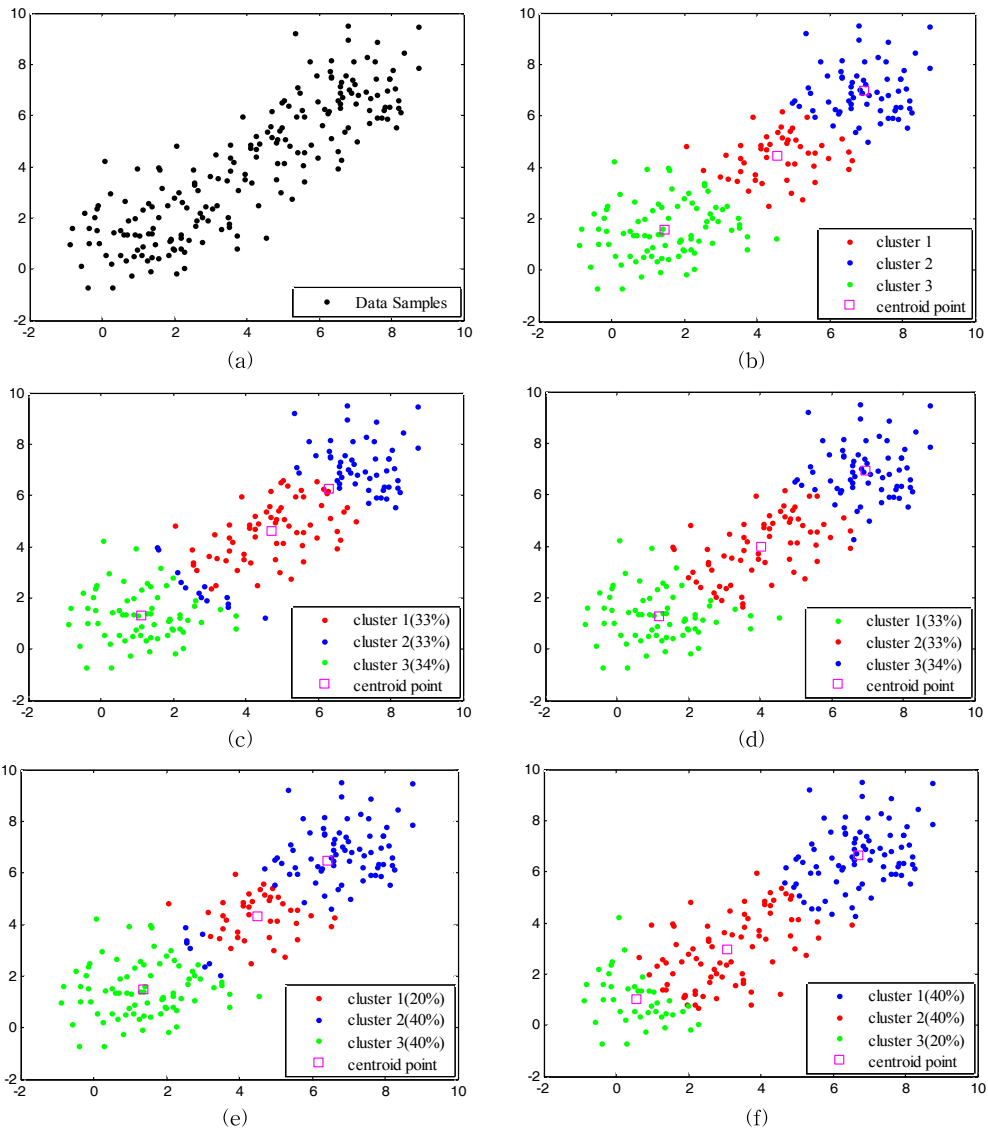 10
8
6
4
2
0
-2
-2 0 2 4 6 8 10
Data Samples
(a)
10
8
6
4
2
0
-2
-2 0 2 4 6 8 10
cluster 1
cluster 2
cluster 3
centroid point
(b)
10
8
6
4
2
0
-2
-2 0 2 4 6 8 10
cluster 1(33%)
cluster 2(33%)
cluster 3(34%)
centroid point
(c)
10
8
6
4
2
0
-2
-2 0 2 4 6 8 10
cluster 1(33%)
cluster 2(33%)
cluster 3(34%)
centroid point
(d)
10
8
6
4
2
0
-2
-2 0 2 4 6 8 10
cluster 1(20%)
cluster 2(40%)
cluster 3(40%)
centroid point
(e)
10
8
6
4
2
0
-2
-2 0 2 4 6 8 10
cluster 1(40%)
cluster 2(40%)
cluster 3(20%)
centroid point
(f)